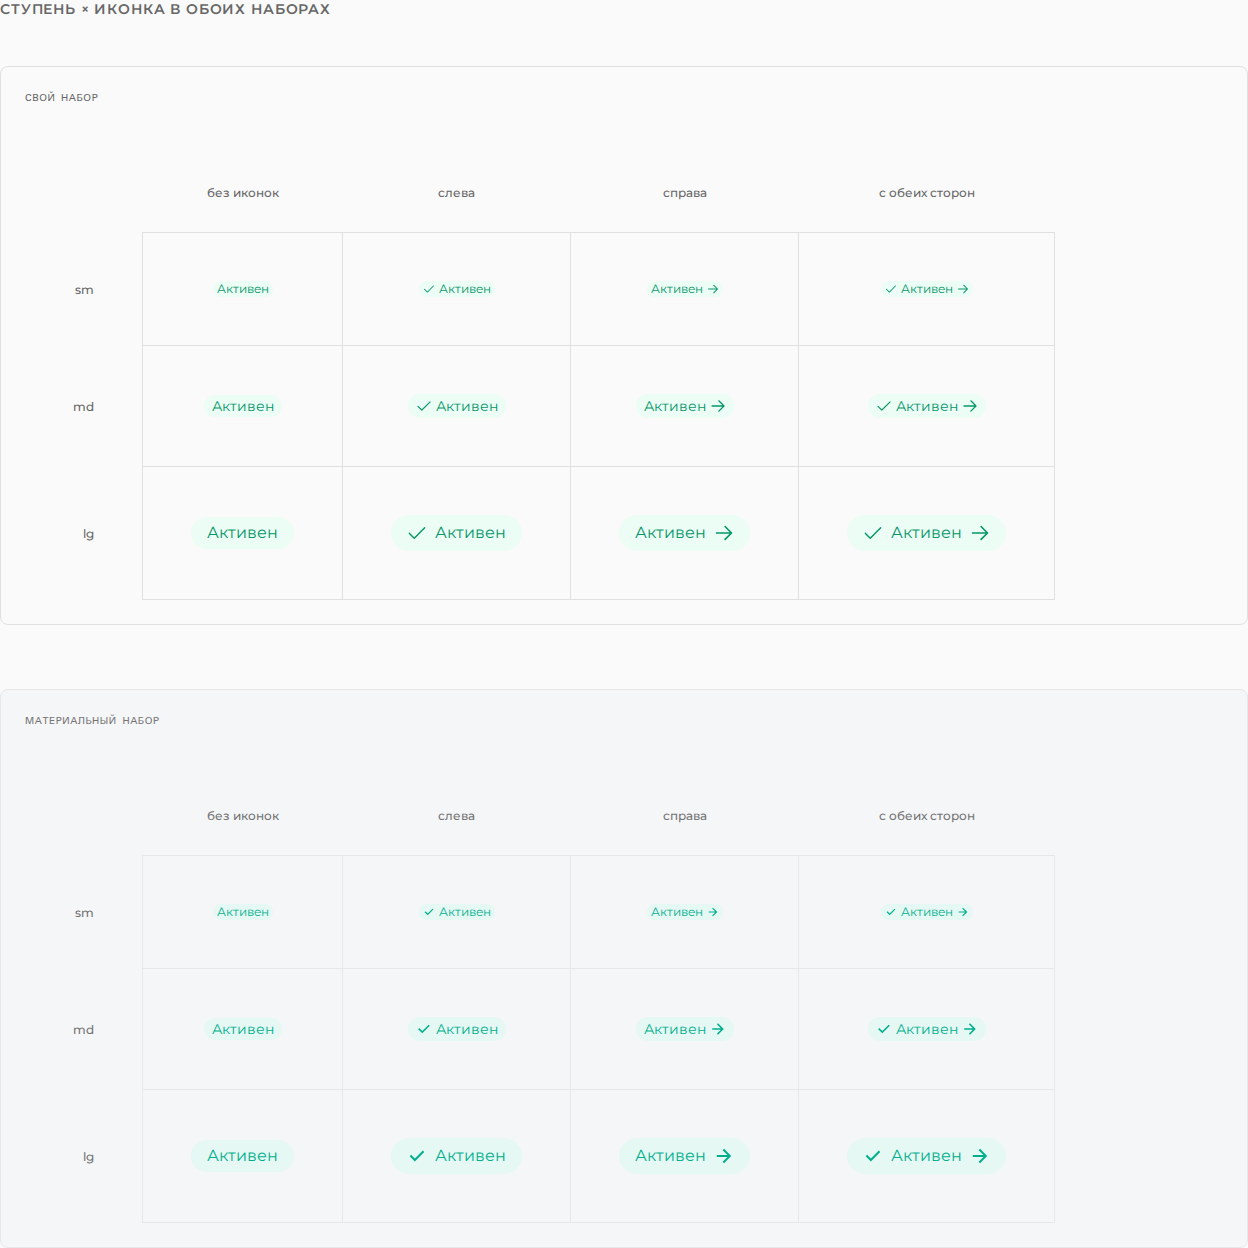 СТУПЕНЬ × ИКОНКА В ОБОИХ НАБОРАХ
СВОЙ НАБОР
без иконок слева справа с обеих сторон
sm Активен Активен Активен Активен
md Активен Активен Активен Активен
lg Активен Активен Активен Активен
МАТЕРИАЛЬНЫЙ НАБОР
без иконок слева справа с обеих сторон
sm Активен Активен Активен Активен
md Активен Активен Активен Активен
lg Активен Активен Активен Активен